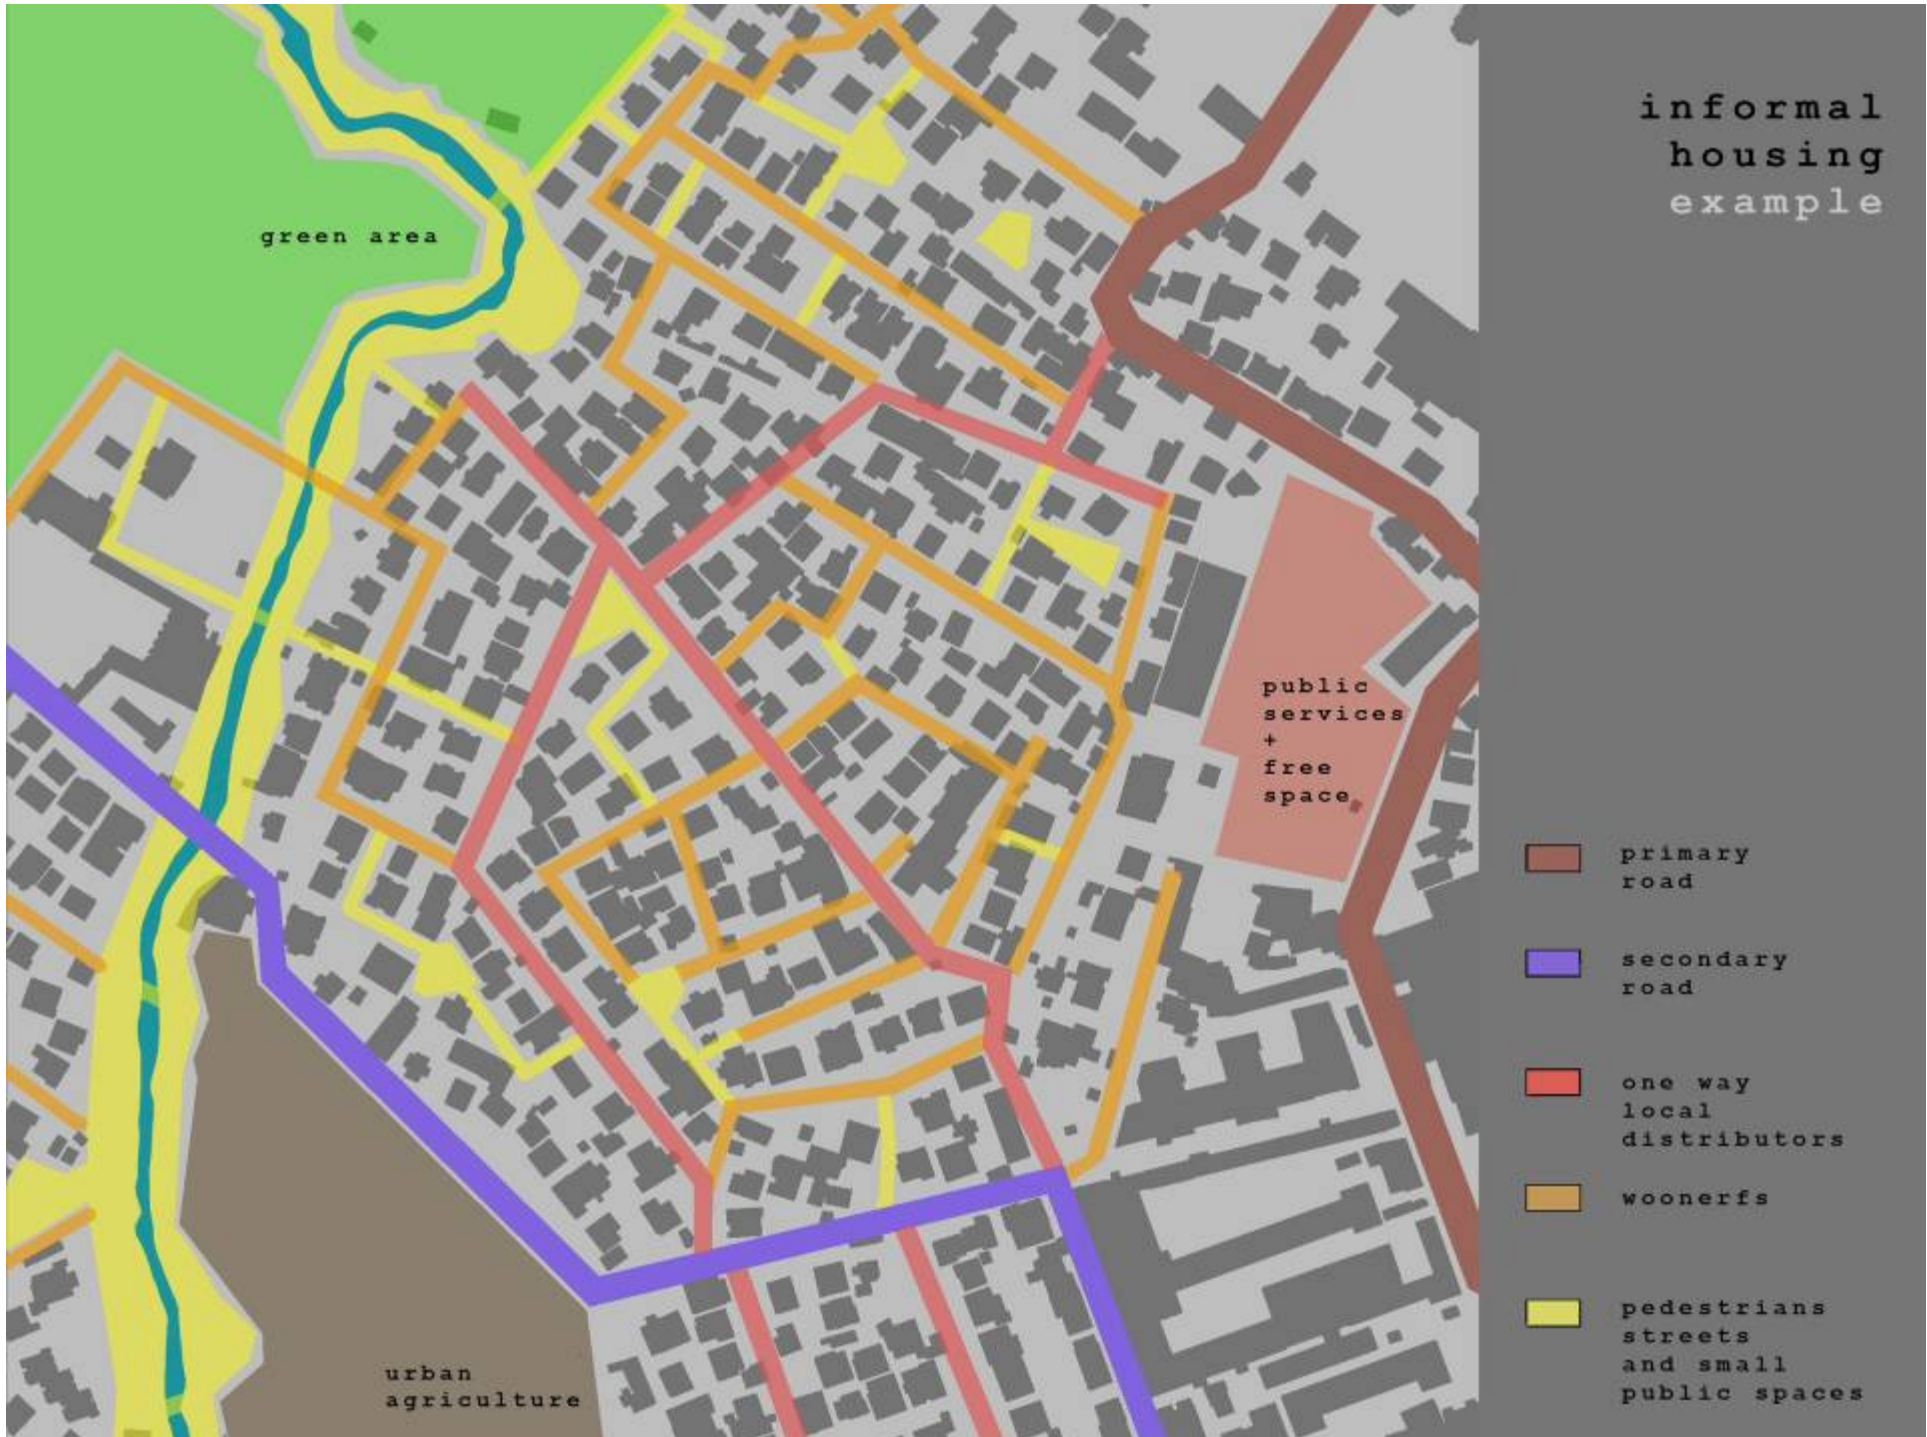 informal
housing
example
green area
public
services
+
free
space
urban
agriculture
primary
road
secondary
road
one way
local
distributors
woonerfs
pedestrians
streets
and small
public spaces